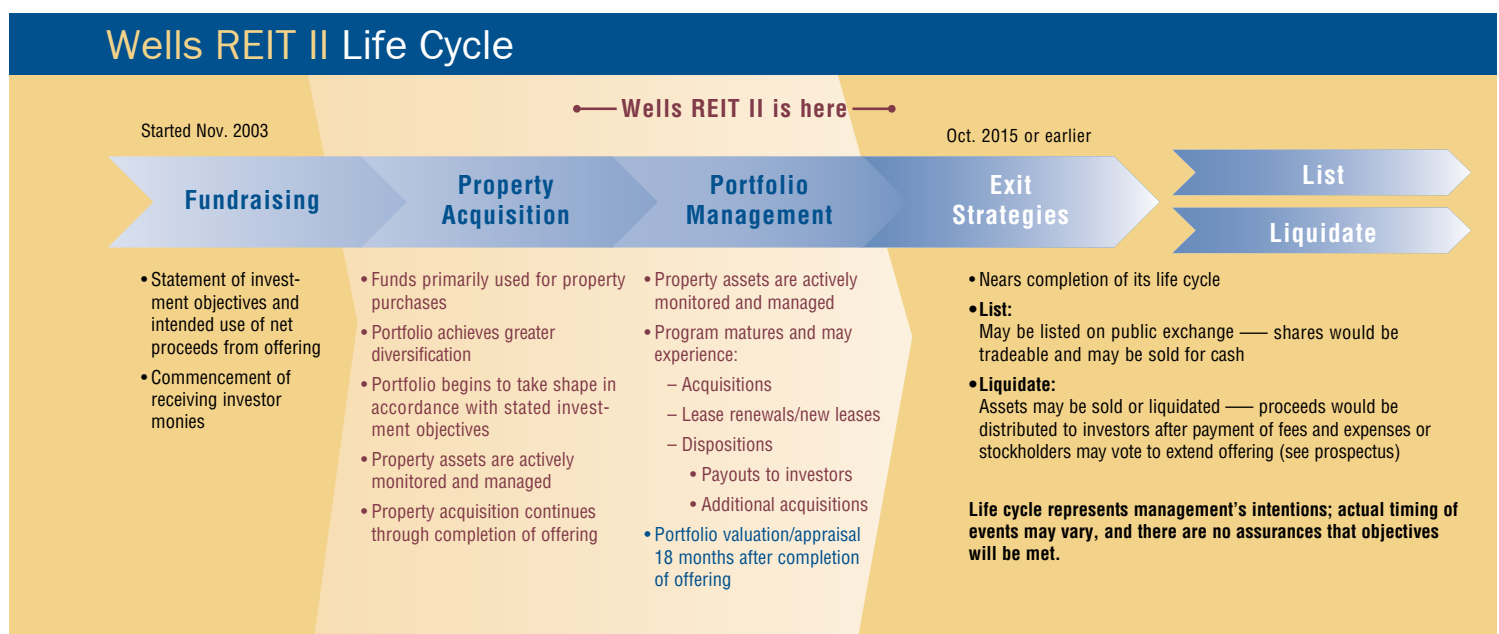 Wells REIT II Life Cycle
Wells REIT II is here
Started Nov. 2003
Oct. 2015 or earlier
Fundraising
Property
Acquisition
Portfolio
Management
Exit
Strategies
List
Liquidate
• Statement of invest-
ment objectives and
intended use of net
proceeds from offering
• Commencement of
receiving investor
monies
• Funds primarily used for property
purchases
• Portfolio achieves greater
diversification
• Portfolio begins to take shape in
accordance with stated invest-
ment objectives
• Property assets are actively
monitored and managed
• Property acquisition continues
through completion of offering
• Property assets are actively
monitored and managed
• Program matures and may
experience:
– Acquisitions
– Lease renewals/new leases
– Dispositions
• Payouts to investors
• Additional acquisitions
• Portfolio valuation/appraisal
18 months after completion
of offering
• Nears completion of its life cycle
• List:
May be listed on public exchange — shares would be
tradeable and may be sold for cash
• Liquidate:
Assets may be sold or liquidated — proceeds would be
distributed to investors after payment of fees and expenses or
stockholders may vote to extend offering (see prospectus)
Life cycle represents management's intentions; actual timing of
events may vary, and there are no assurances that objectives
will be met.